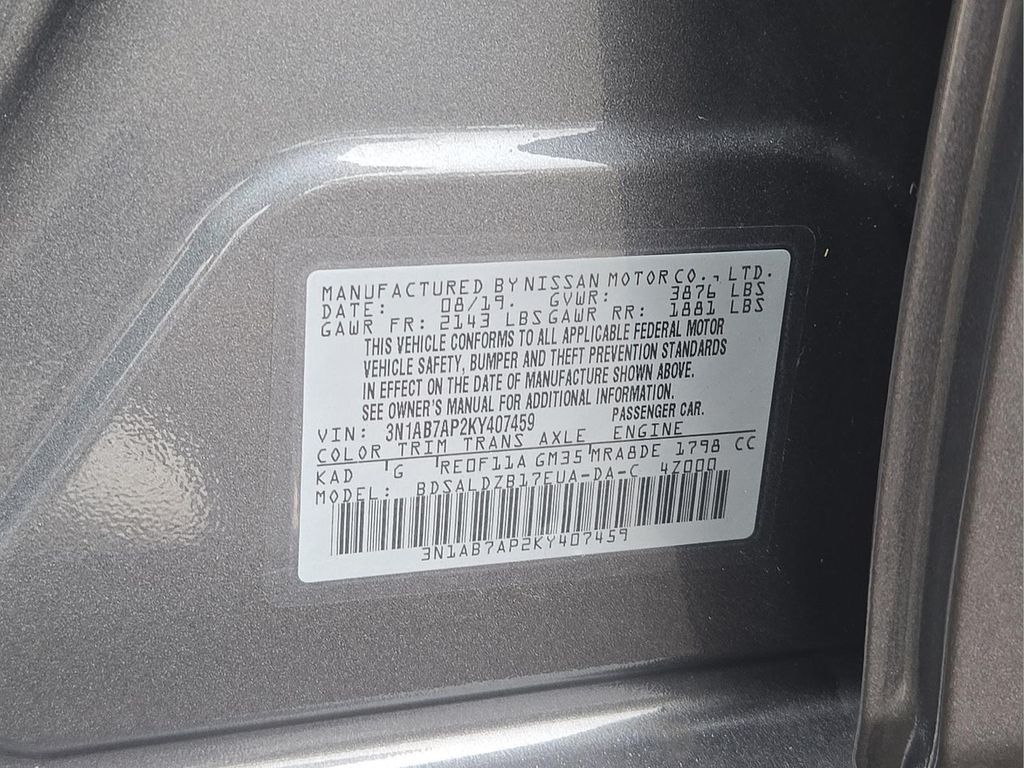 MANUFACTURED BY NISSAN MOTOR CO., LTD.
DATE: 08/19. GVWR: 3876 LBS
GAWR FR: 2143 LBS GAWR RR: 1881 LBS
THIS VEHICLE CONFORMS TO ALL APPLICABLE FEDERAL MOTOR
VEHICLE SAFETY, BUMPER AND THEFT PREVENTION STANDARDS
IN EFFECT ON THE DATE OF MANUFACTURE SHOWN ABOVE.
SEE OWNER'S MANUAL FOR ADDITIONAL INFORMATION.
VIN: 3N1AB7AP2KY407459 PASSENGER CAR.
COLOR TRIM TRANS AXLE ENGINE
KAD G RE0F11A GM35 MRA8DE 1798 CC
MODEL: BDSALDZB17EUA-DA-C 4Z000
3N1AB7AP2KY407459